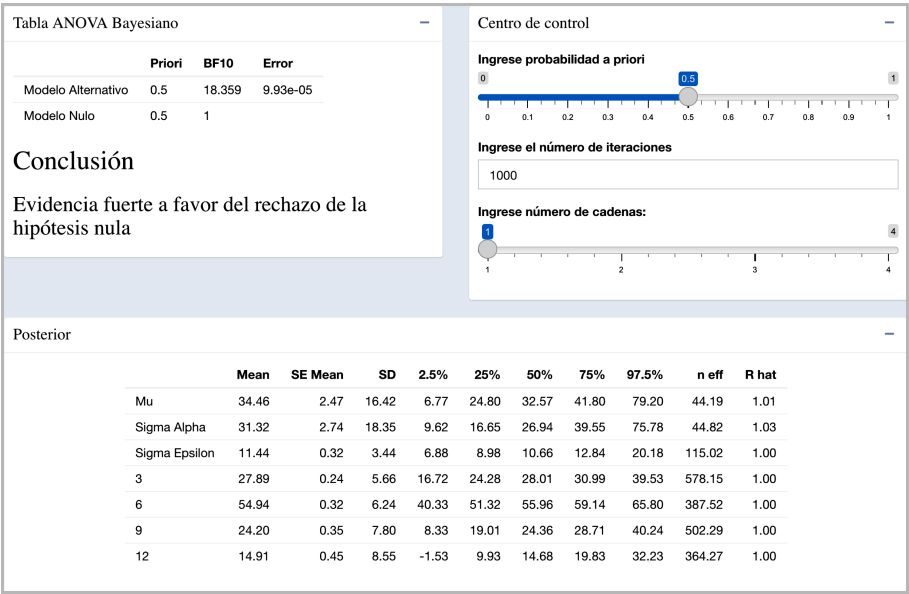 Tabla ANOVA Bayesiano
Priori BF10 Error
Modelo Alternativo 0.5 18.359 9.93e-05
Modelo Nulo 0.5 1
Conclusión
Evidencia fuerte a favor del rechazo de la
hipótesis nula
Centro de control
Ingrese probabilidad a priori
0 0.5 1
0 0.1 0.2 0.3 0.4 0.5 0.6 0.7 0.8 0.9 1
Ingrese el número de iteraciones
1000
Ingrese número de cadenas:
1 4
1 2 3 4
Posterior
Mean SE Mean SD 2.5% 25% 50% 75% 97.5% n eff R hat
Mu 34.46 2.47 16.42 6.77 24.80 32.57 41.80 79.20 44.19 1.01
Sigma Alpha 31.32 2.74 18.35 9.62 16.65 26.94 39.55 75.78 44.82 1.03
Sigma Epsilon 11.44 0.32 3.44 6.88 8.98 10.66 12.84 20.18 115.02 1.00
3 27.89 0.24 5.66 16.72 24.28 28.01 30.99 39.53 578.15 1.00
6 54.94 0.32 6.24 40.33 51.32 55.96 59.14 65.80 387.52 1.00
9 24.20 0.35 7.80 8.33 19.01 24.36 28.71 40.24 502.29 1.00
12 14.91 0.45 8.55 -1.53 9.93 14.68 19.83 32.23 364.27 1.00